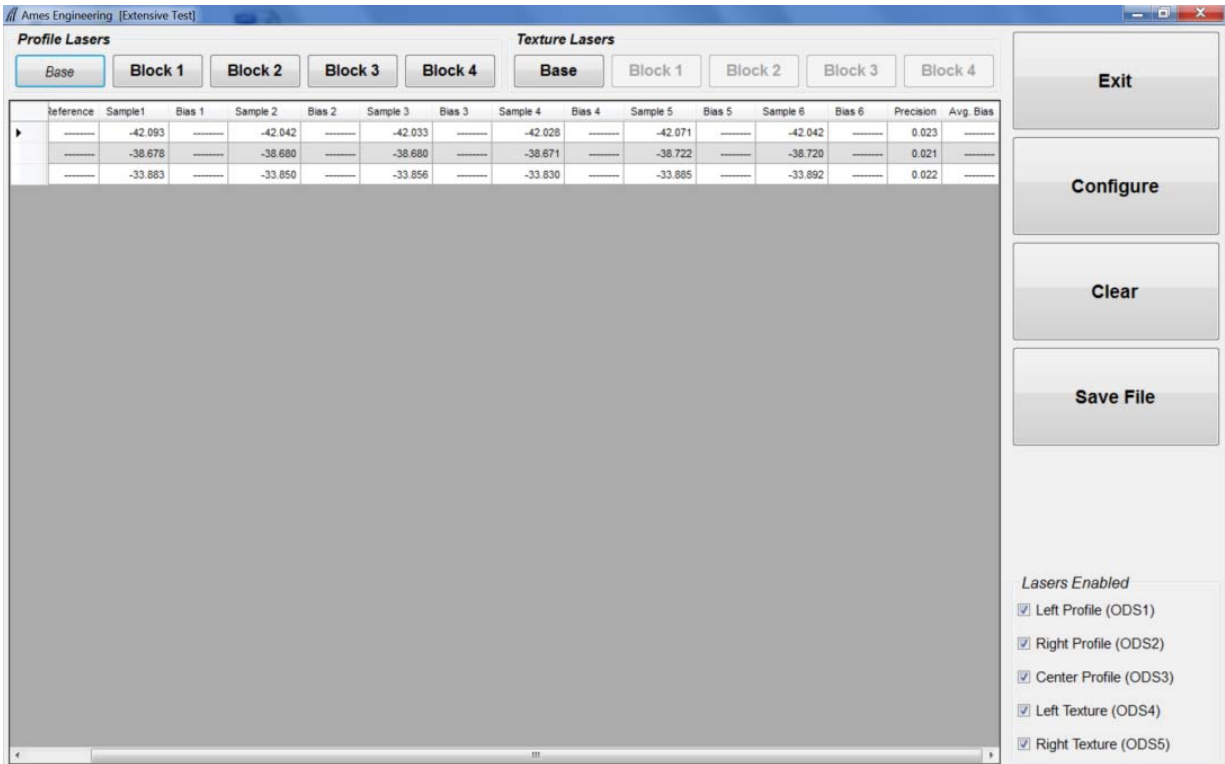 Ames Engineering [Extensive Test]
Profile Lasers
Texture Lasers
Base Block 1 Block 2 Block 3 Block 4 Base Block 1 Block 2 Block 3 Block 4
Reference Sample1 Bias 1 Sample 2 Bias 2 Sample 3 Bias 3 Sample 4 Bias 4 Sample 5 Bias 5 Sample 6 Bias 6 Precision Avg. Bias
-------- -42.093 -------- -42.042 -------- -42.033 -------- -42.028 -------- -42.071 -------- -42.042 -------- 0.023 --------
-------- -38.678 -------- -38.680 -------- -38.680 -------- -38.671 -------- -38.722 -------- -38.720 -------- 0.021 --------
-------- -33.883 -------- -33.850 -------- -33.856 -------- -33.830 -------- -33.885 -------- -33.892 -------- 0.022 --------
Exit
Configure
Clear
Save File
Lasers Enabled
Left Profile (ODS1)
Right Profile (ODS2)
Center Profile (ODS3)
Left Texture (ODS4)
Right Texture (ODS5)